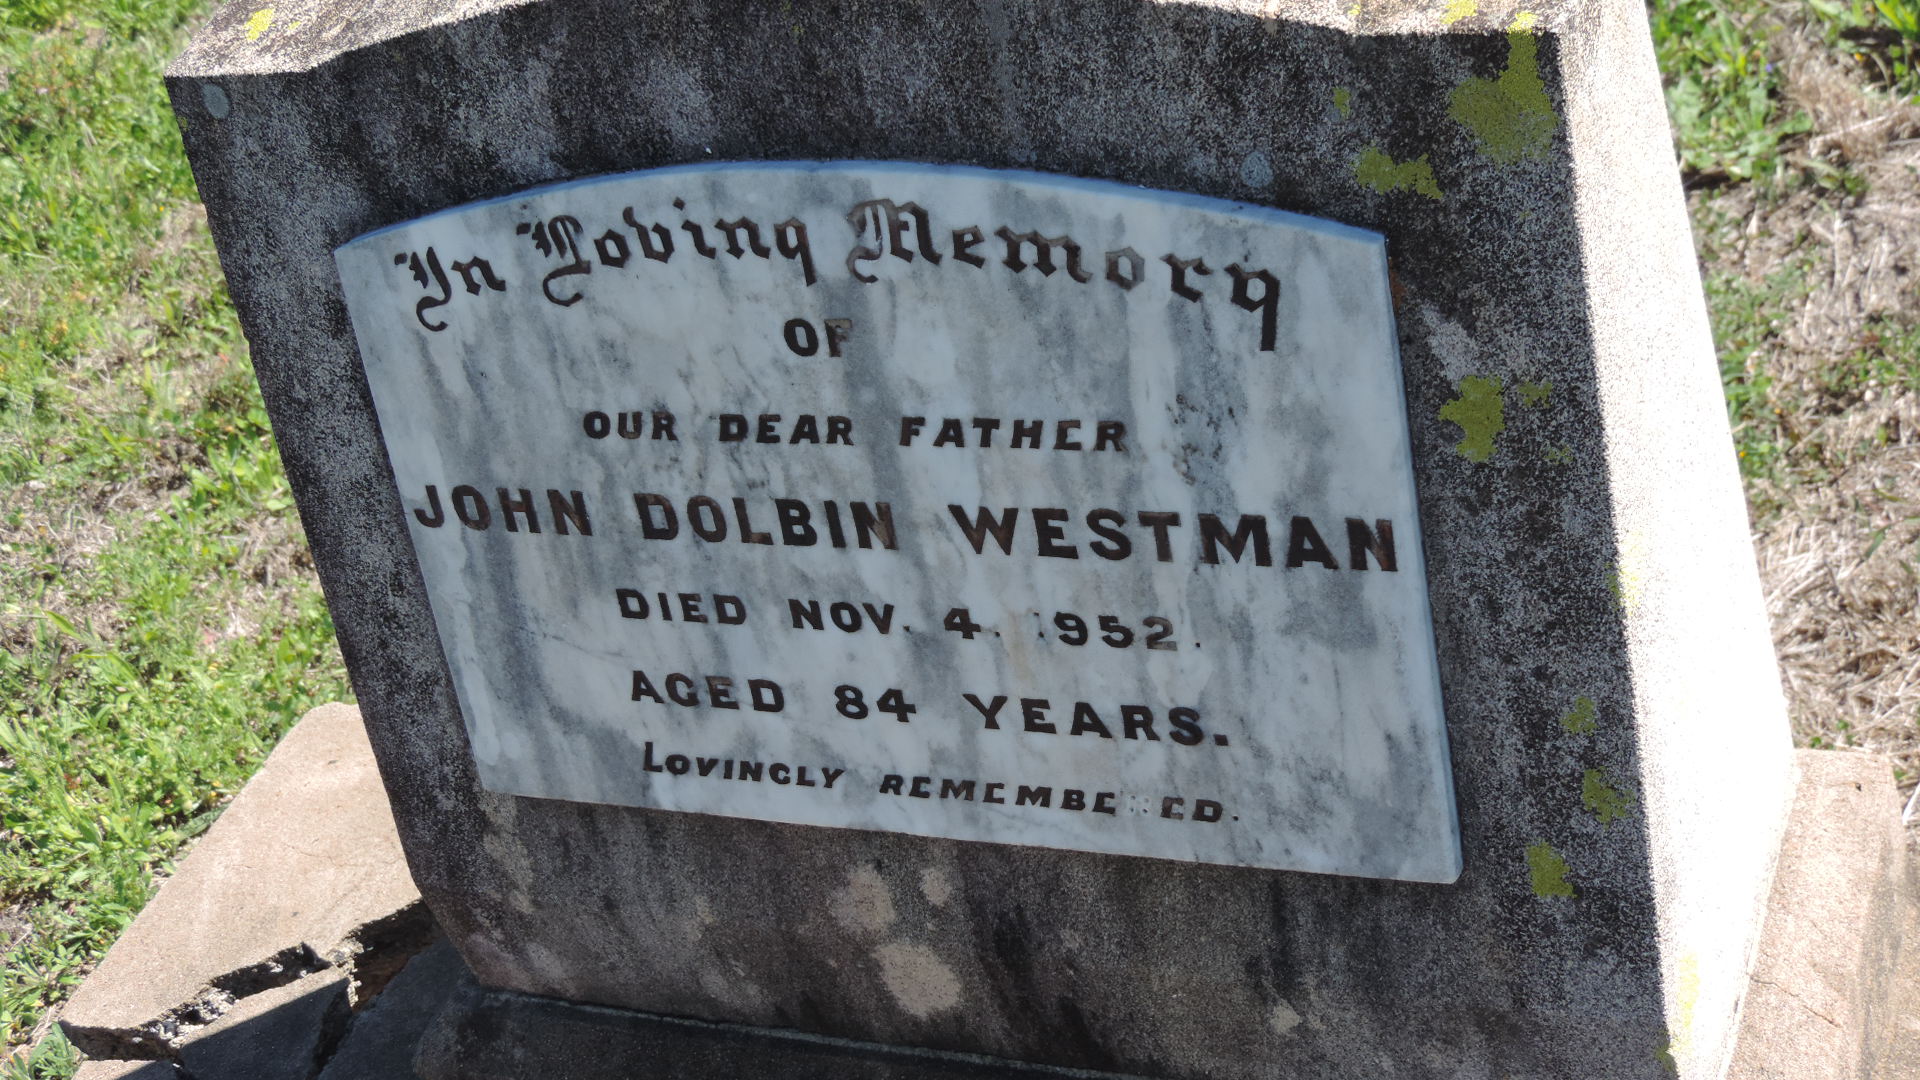 In Loving Memory
OF
OUR DEAR FATHER
JOHN DOLBIN WESTMAN
DIED NOV. 4. 1952.
AGED 84 YEARS.
LOVINGLY REMEMBERED.